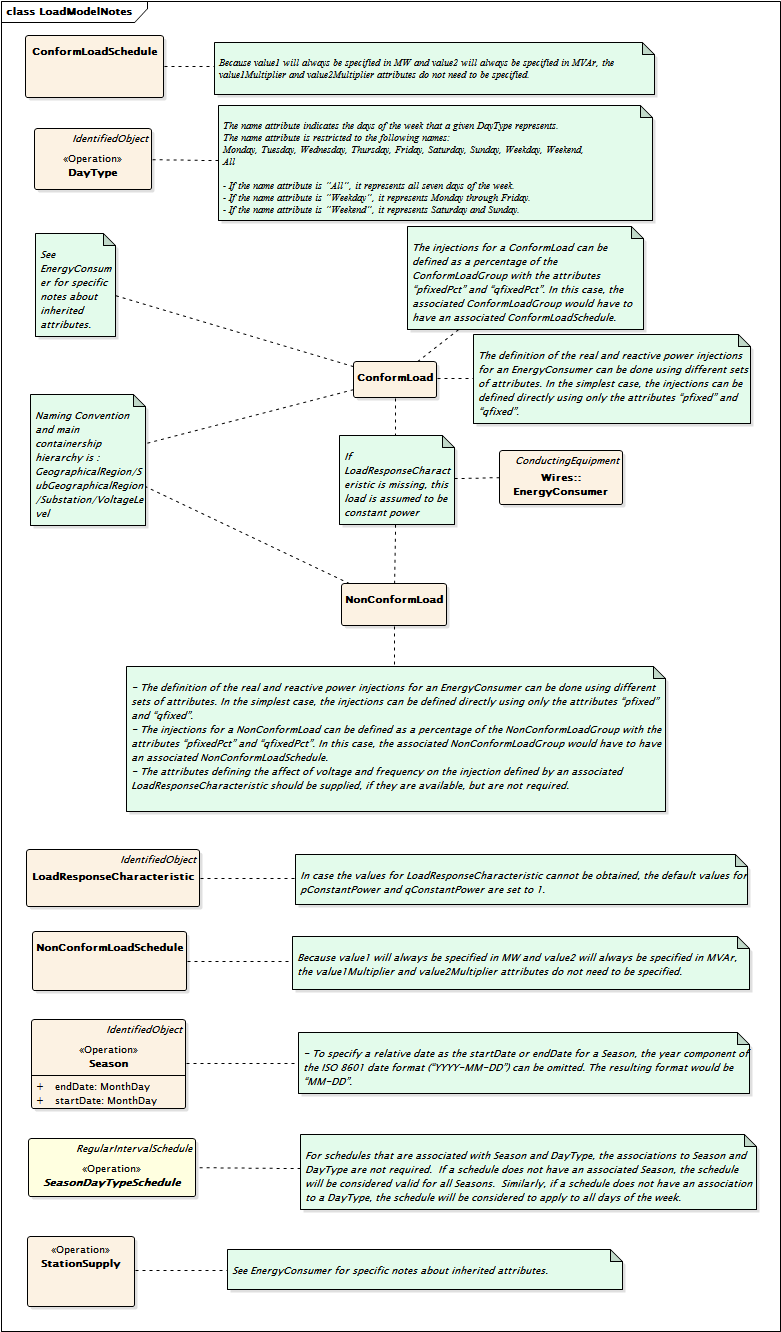 class LoadModelNotes
ConformLoadSchedule
Because value1 will always be specified in MW and value2 will always be specified in MVAr, the
value1Multiplier and value2Multiplier attributes do not need to be specified.
IdentifiedObject
«Operation»
DayType
The name attribute indicates the days of the week that a given DayType represents.
The name attribute is restricted to the following names:
Monday, Tuesday, Wednesday, Thursday, Friday, Saturday, Sunday, Weekday, Weekend,
All
- If the name attribute is "All", it represents all seven days of the week.
- If the name attribute is "Weekday", it represents Monday through Friday.
- If the name attribute is "Weekend", it represents Saturday and Sunday.
See
EnergyConsum
er for specific
notes about
inherited
attributes.
The injections for a ConformLoad can be
defined as a percentage of the
ConformLoadGroup with the attributes
“pfixedPct” and “qfixedPct”. In this case, the
associated ConformLoadGroup would have to
have an associated ConformLoadSchedule.
ConformLoad
The definition of the real and reactive power injections
for an EnergyConsumer can be done using different sets
of attributes. In the simplest case, the injections can be
defined directly using only the attributes “pfixed” and
“qfixed”.
Naming Convention
and main
containership
hierarchy is :
GeographicalRegion/S
ubGeographicalRegion
/Substation/VoltageLe
vel
If
LoadResponseCharact
eristic is missing, this
load is assumed to be
constant power
ConductingEquipment
Wires::
EnergyConsumer
NonConformLoad
- The definition of the real and reactive power injections for an EnergyConsumer can be done using different
sets of attributes. In the simplest case, the injections can be defined directly using only the attributes “pfixed”
and “qfixed”.
- The injections for a NonConformLoad can be defined as a percentage of the NonConformLoadGroup with the
attributes “pfixedPct” and “qfixedPct”. In this case, the associated NonConformLoadGroup would have to have
an associated NonConformLoadSchedule.
- The attributes defining the affect of voltage and frequency on the injection defined by an associated
LoadResponseCharacteristic should be supplied, if they are available, but are not required.
IdentifiedObject
LoadResponseCharacteristic
In case the values for LoadResponseCharacteristic cannot be obtained, the default values for
pConstantPower and qConstantPower are set to 1.
NonConformLoadSchedule
Because value1 will always be specified in MW and value2 will always be specified in MVAr,
the value1Multiplier and value2Multiplier attributes do not need to be specified.
IdentifiedObject
«Operation»
Season
+ endDate: MonthDay
+ startDate: MonthDay
- To specify a relative date as the startDate or endDate for a Season, the year component of
the ISO 8601 date format (“YYYY-MM-DD”) can be omitted. The resulting format would be
“MM-DD”.
RegularIntervalSchedule
«Operation»
SeasonDayTypeSchedule
For schedules that are associated with Season and DayType, the associations to Season and
DayType are not required. If a schedule does not have an associated Season, the schedule
will be considered valid for all Seasons. Similarly, if a schedule does not have an association
to a DayType, the schedule will be considered to apply to all days of the week.
«Operation»
StationSupply
See EnergyConsumer for specific notes about inherited attributes.